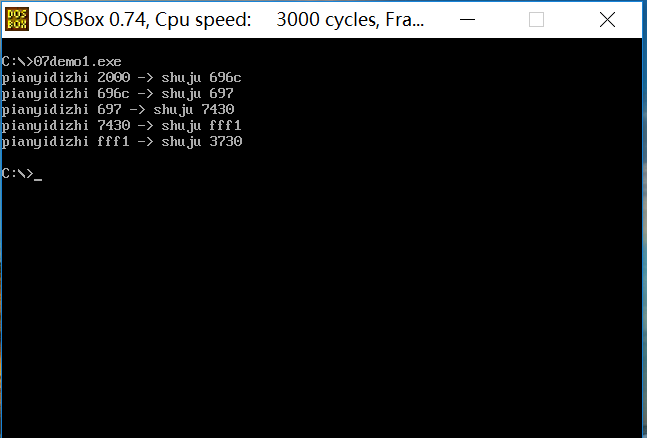 DOS
BOX
DOSBox 0.74, Cpu speed: 3000 cycles, Fra...
C:\>07demo1.exe
pianyidizhi 2000 -> shuju 696c
pianyidizhi 696c -> shuju 697
pianyidizhi 697 -> shuju 7430
pianyidizhi 7430 -> shuju fff1
pianyidizhi fff1 -> shuju 3730
C:\>_